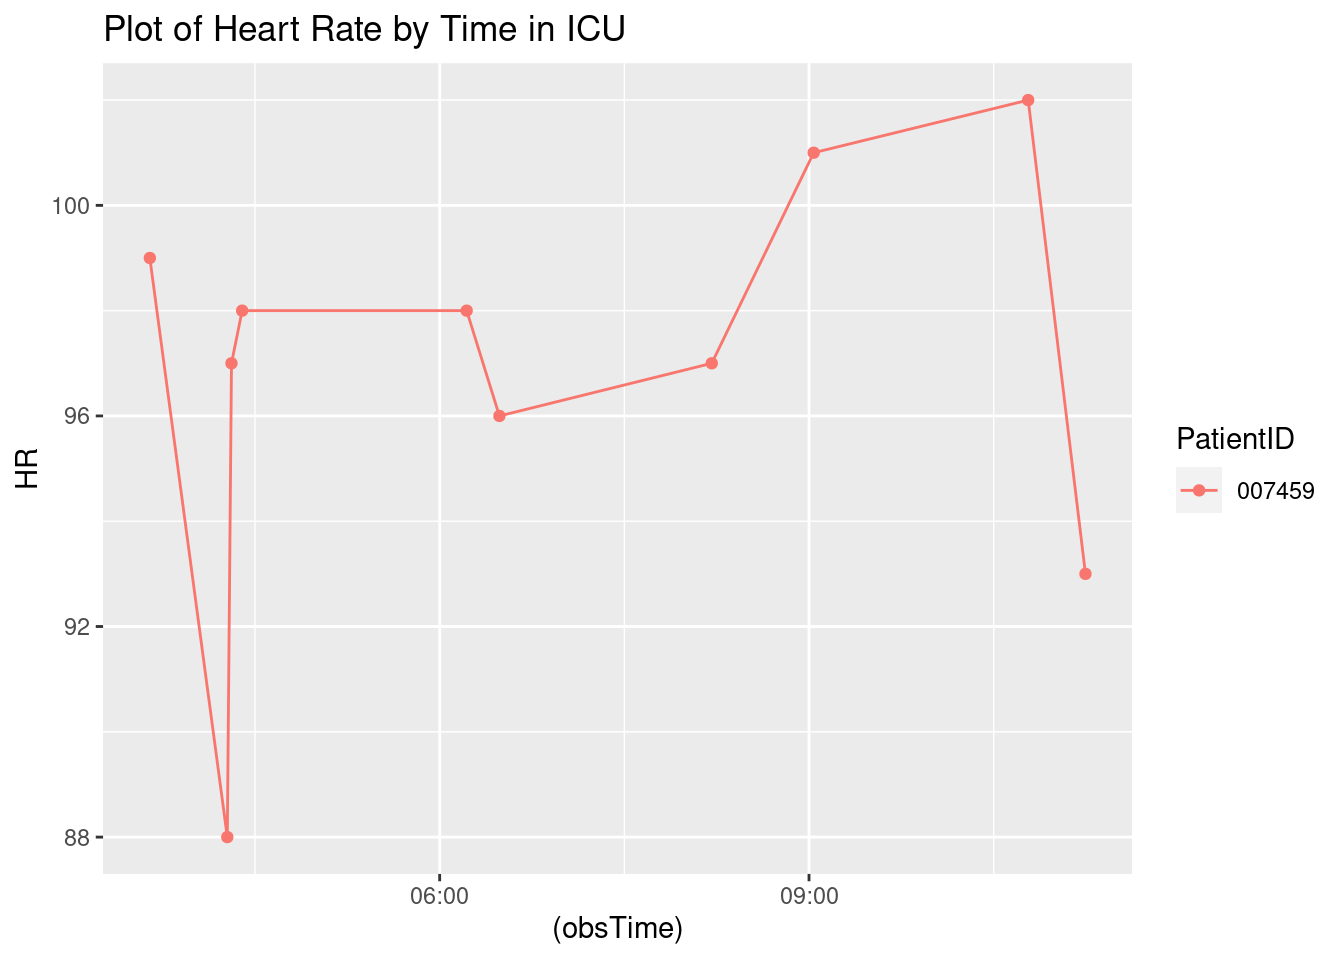 Plot of Heart Rate by Time in ICU
HR
100
96
92
88
06:00
09:00
(obsTime)
PatientID
007459